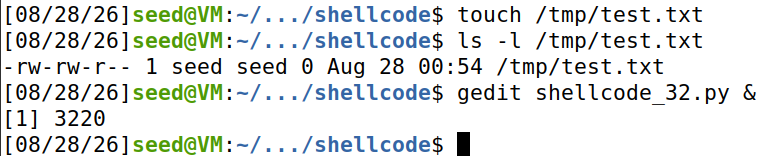 [08/28/26]seed@VM:~/.../shellcode$ touch /tmp/test.txt
[08/28/26]seed@VM:~/.../shellcode$ ls -l /tmp/test.txt
-rw-rw-r-- 1 seed seed 0 Aug 28 00:54 /tmp/test.txt
[08/28/26]seed@VM:~/.../shellcode$ gedit shellcode_32.py &
[1] 3220
[08/28/26]seed@VM:~/.../shellcode$